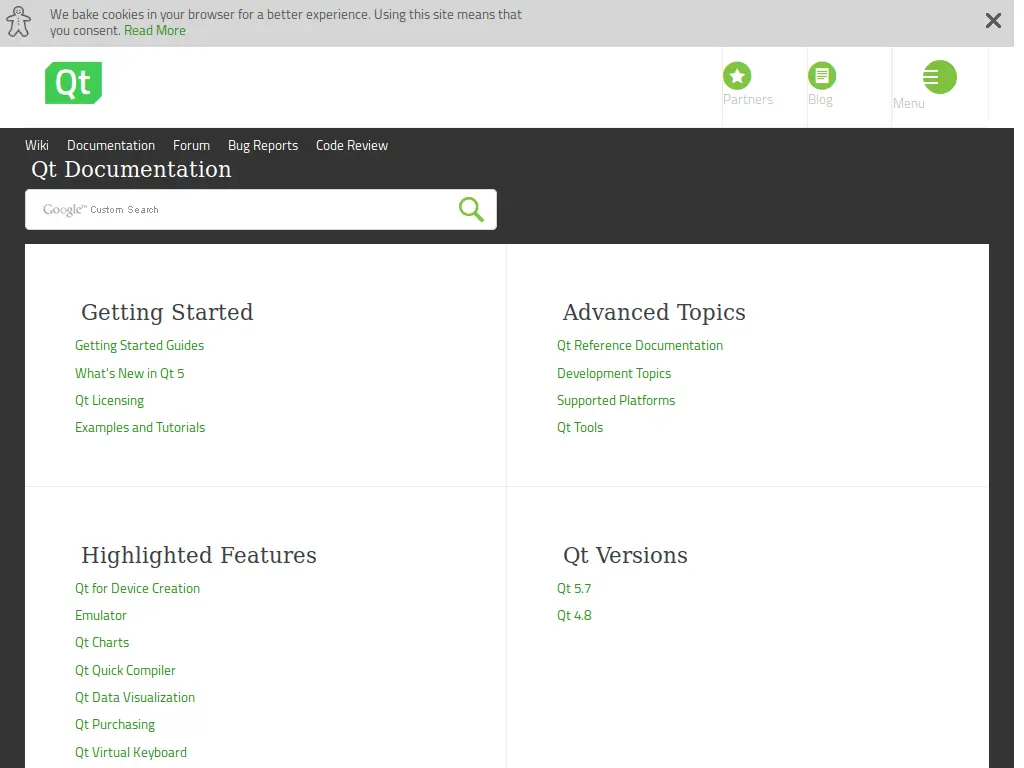 We bake cookies in your browser for a better experience. Using this site means that
you consent. Read More
Qt
Partners
Blog
Menu
Wiki Documentation Forum Bug Reports Code Review
Qt Documentation
Google™ Custom Search
Getting Started
Getting Started Guides
What's New in Qt 5
Qt Licensing
Examples and Tutorials
Advanced Topics
Qt Reference Documentation
Development Topics
Supported Platforms
Qt Tools
Highlighted Features
Qt for Device Creation
Emulator
Qt Charts
Qt Quick Compiler
Qt Data Visualization
Qt Purchasing
Qt Virtual Keyboard
Qt Versions
Qt 5.7
Qt 4.8